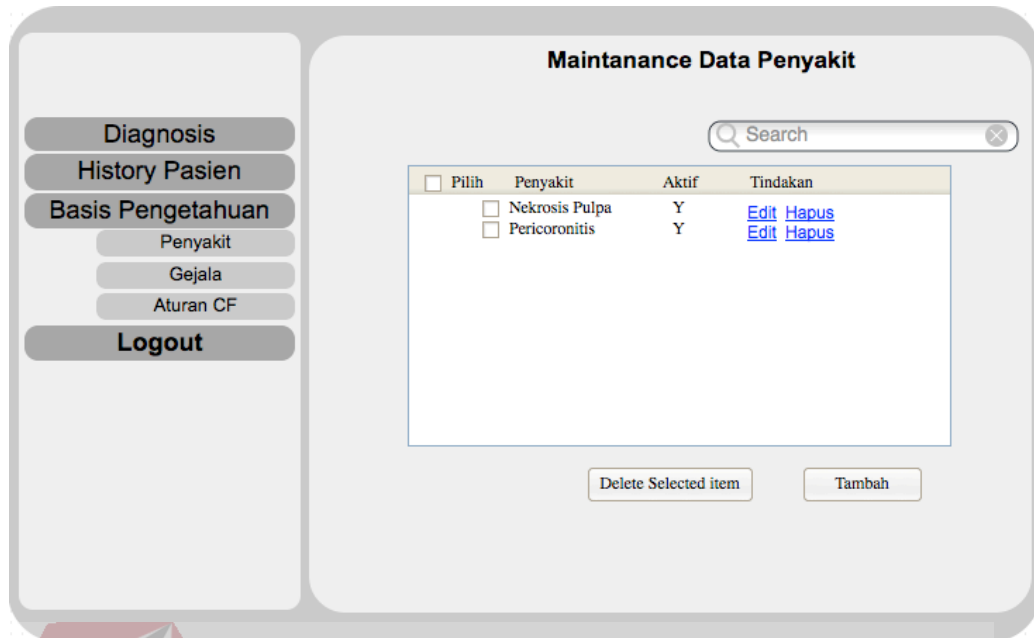 Maintanance Data Penyakit
Diagnosis
History Pasien
Basis Pengetahuan
Penyakit
Gejala
Aturan CF
Logout
Search
Pilih Penyakit Aktif Tindakan
Nekrosis Pulpa Y Edit Hapus
Pericoronitis Y Edit Hapus
Delete Selected item Tambah